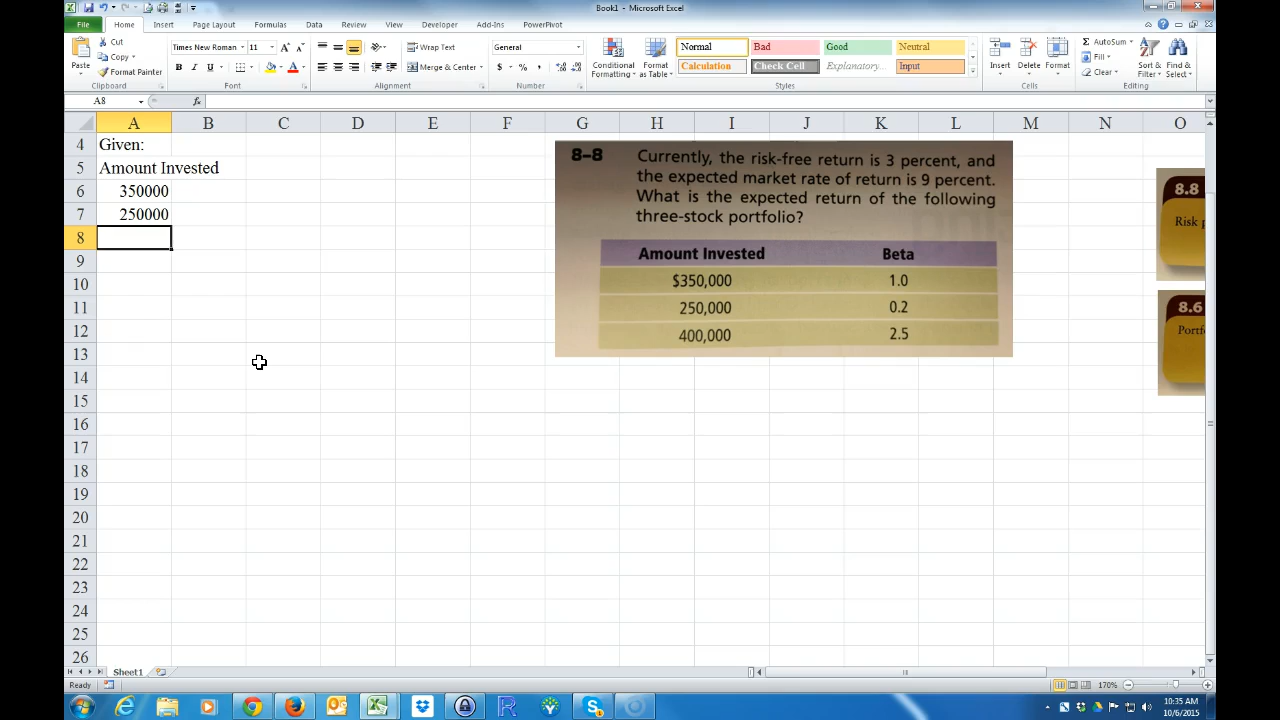 Book1 - Microsoft Excel
File Home Insert Page Layout Formulas Data Review View Developer Add-Ins PowerPivot
Paste
Cut
Copy
Format Painter
Clipboard
Times New Roman 11
B I U
Font
Wrap Text
Merge & Center
Alignment
General
$ % ,
Number
Conditional Formatting
Format as Table
Normal Bad Good Neutral
Calculation Check Cell Explanatory... Input
Styles
Insert Delete Format
Cells
AutoSum
Fill
Clear
Sort & Filter
Find & Select
Editing
A8 fx
A B C D E F G H I J K L M N O
4 Given:
5 Amount Invested
6 350000
7 250000
8
9
10
11
12
13
14
15
16
17
18
19
20
21
22
23
24
25
26
8–8 Currently, the risk-free return is 3 percent, and
the expected market rate of return is 9 percent.
What is the expected return of the following
three-stock portfolio?
Amount Invested Beta
$350,000 1.0
250,000 0.2
400,000 2.5
8.8
Risk
8.6
Portf
Sheet1
Ready 170%
10:35 AM
10/6/2015